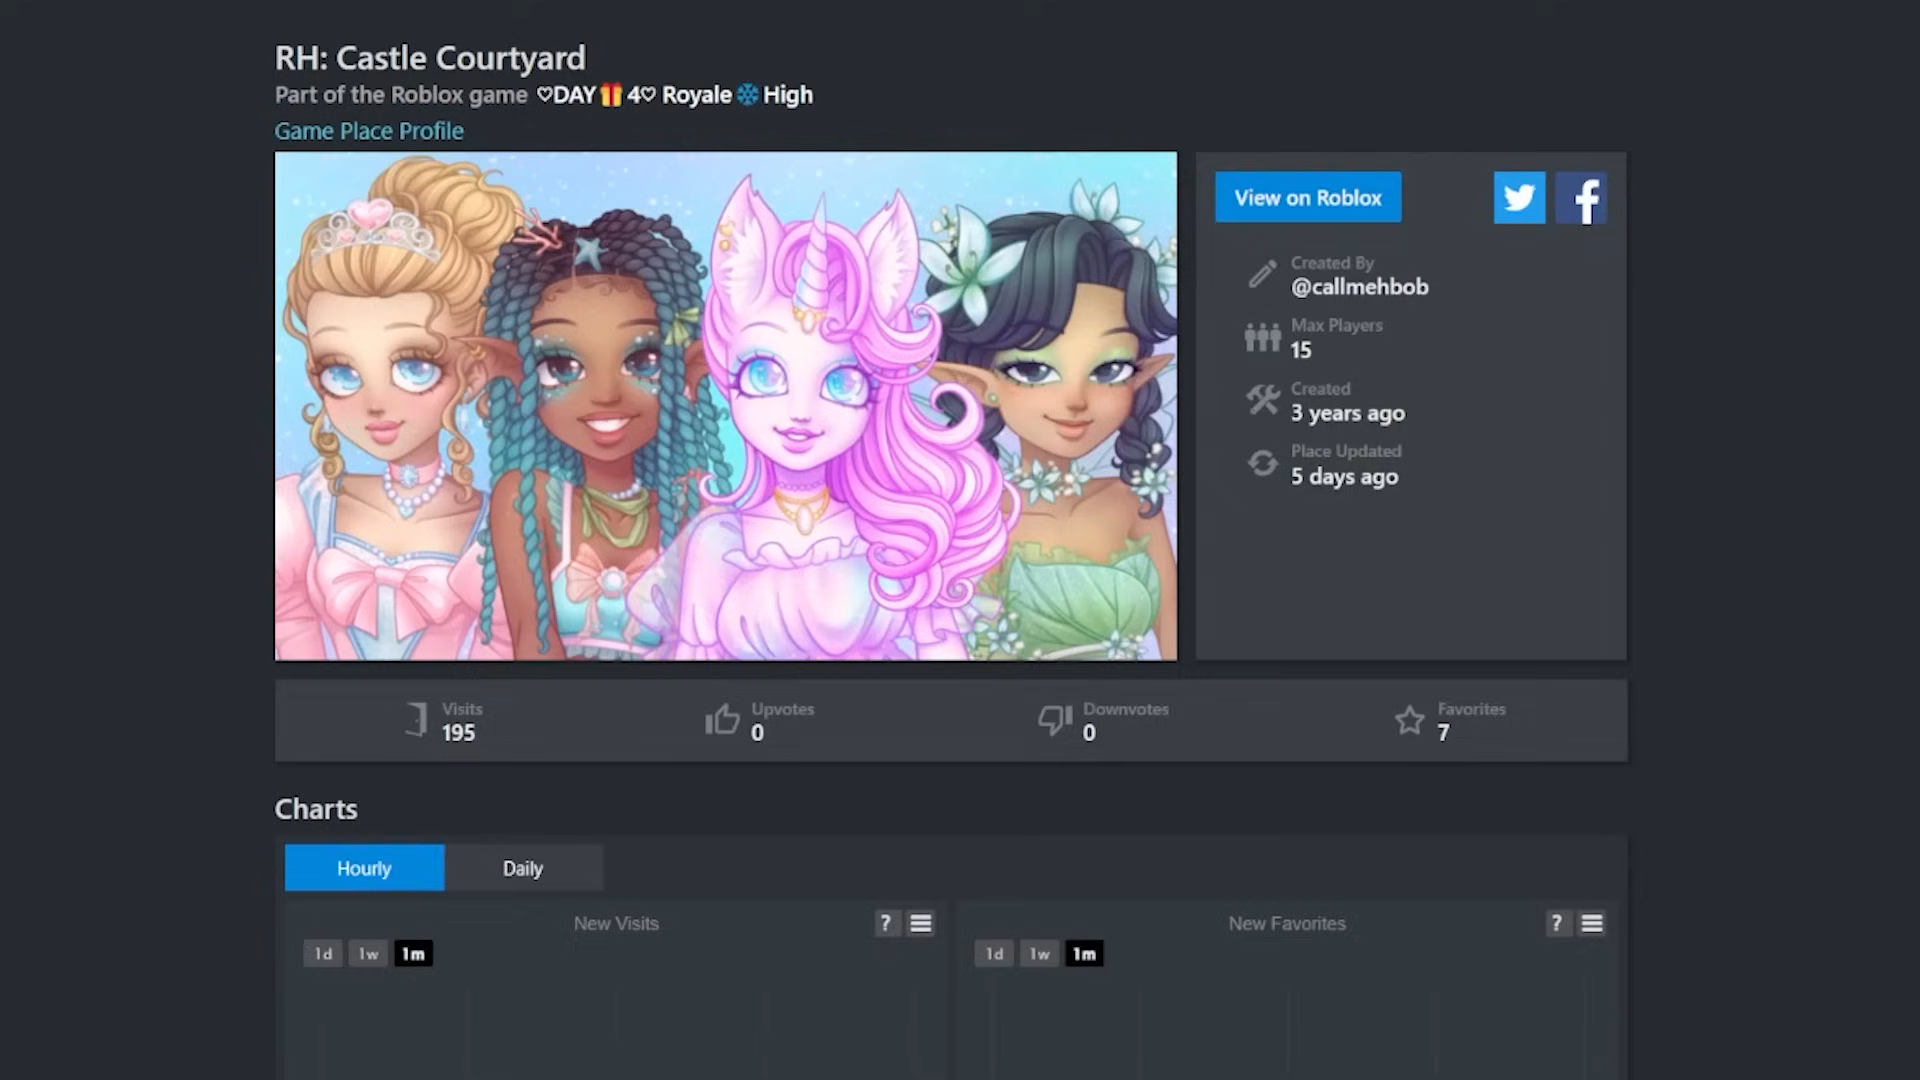 RH: Castle Courtyard
Part of the Roblox game ♡DAY🎁4♡ Royale❄️High
Game Place Profile
View on Roblox
Created By
@callmehbob
Max Players
15
Created
3 years ago
Place Updated
5 days ago
Visits
195
Upvotes
0
Downvotes
0
Favorites
7
Charts
Hourly Daily
New Visits ?
1d 1w 1m
New Favorites ?
1d 1w 1m